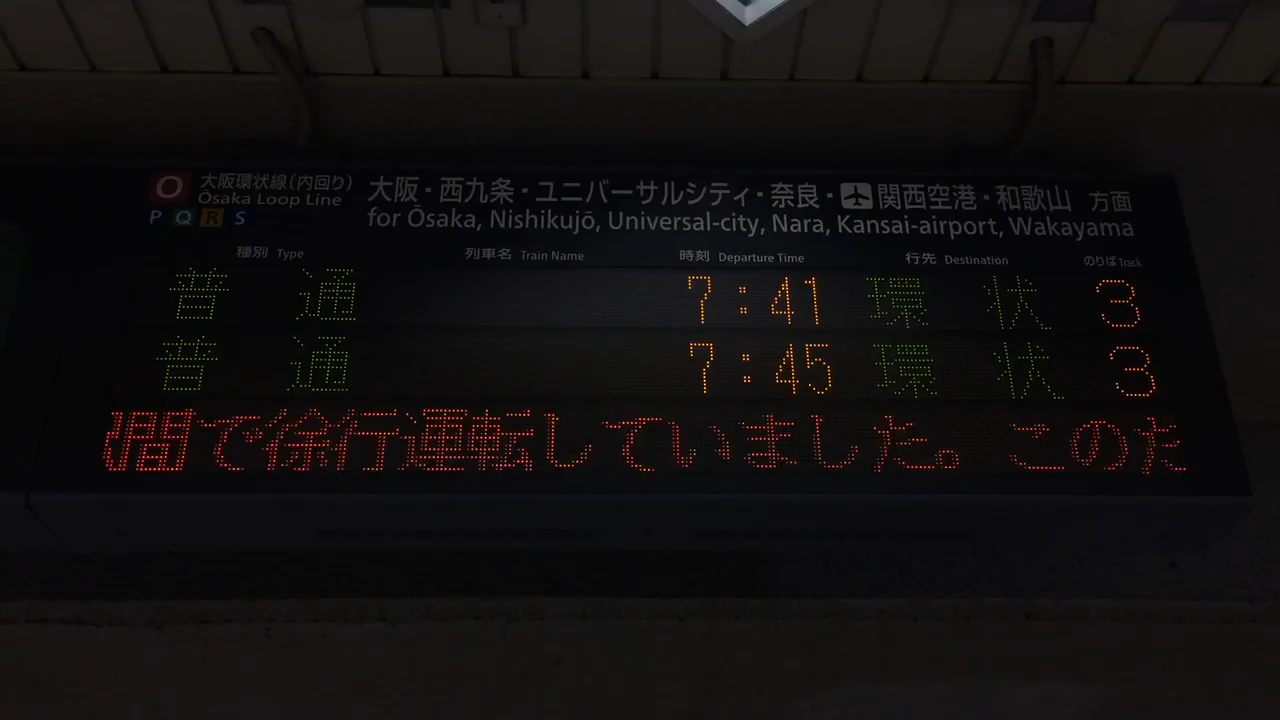 O 大阪環状線(内回り) 大阪・西九条・ユニバーサルシティ・奈良・関西空港・和歌山 方面
Osaka Loop Line for Ōsaka, Nishikujō, Universal-city, Nara, Kansai-airport, Wakayama
P Q R S
種別 Type 列車名 Train Name 時刻 Departure Time 行先 Destination のりば Track
普通 7:41 環状 3
普通 7:45 環状 3
間で徐行運転していました。 このた